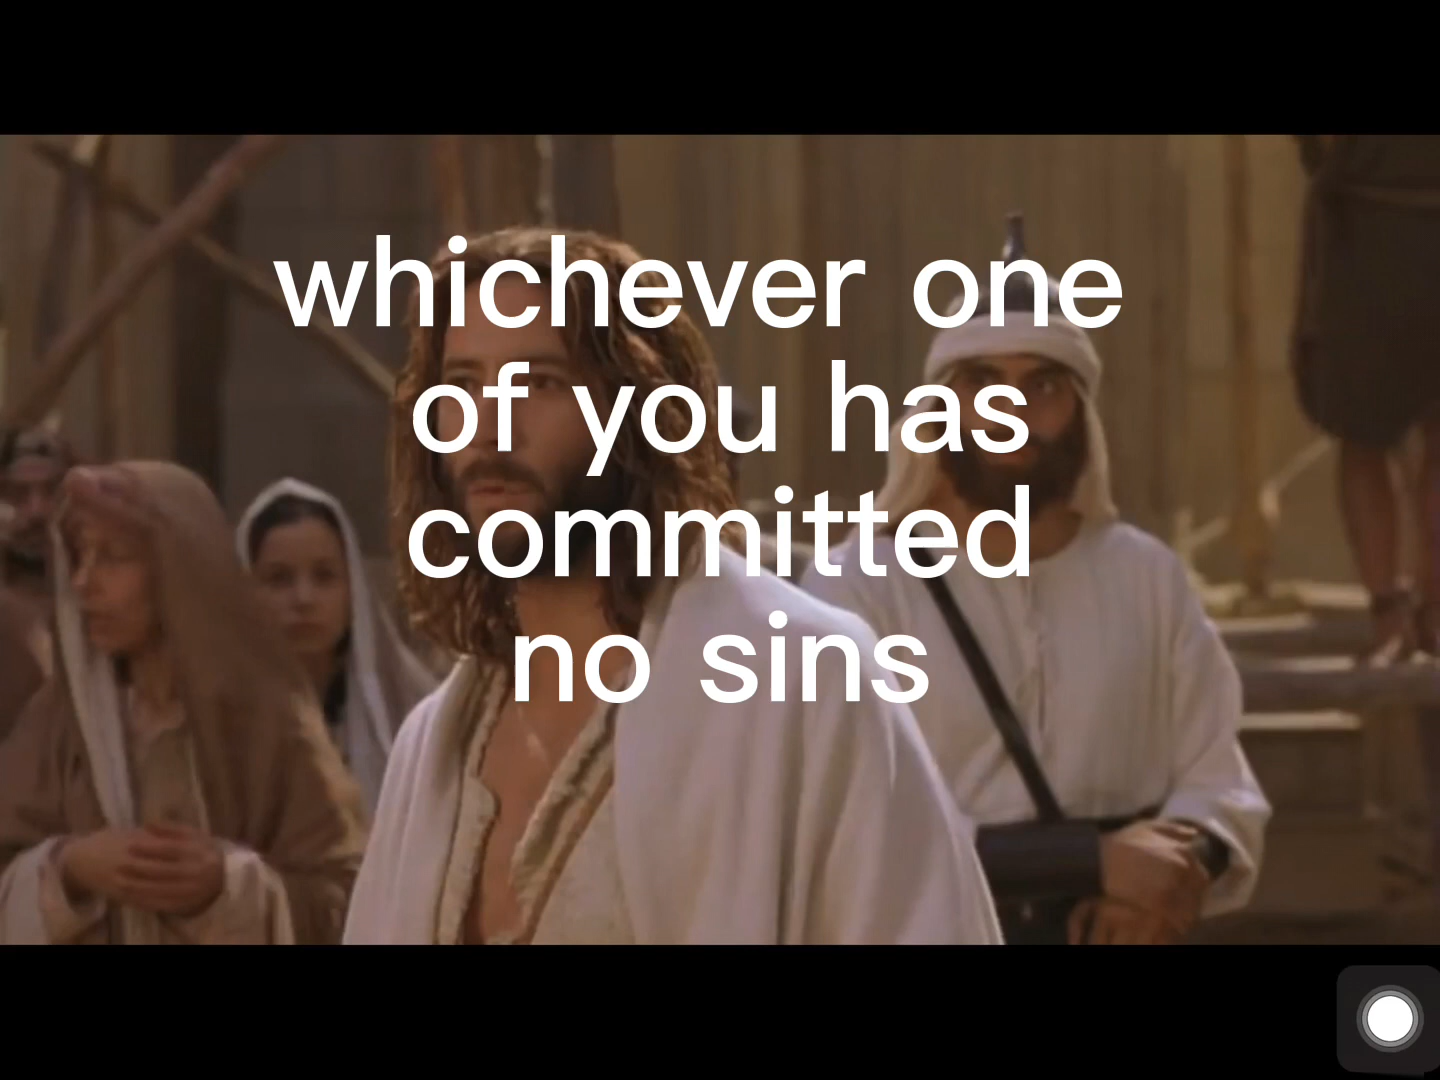 whichever one
of you has
committed
no sins